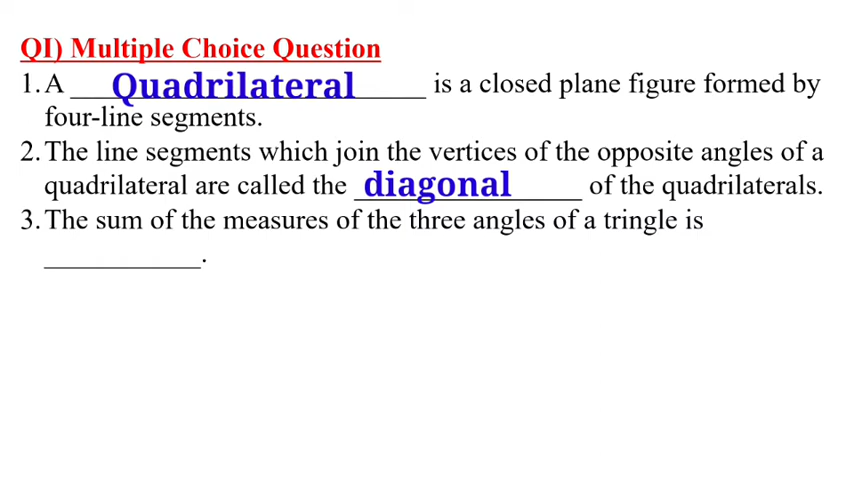 QI) Multiple Choice Question
1. A ___Quadrilateral_____ is a closed plane figure formed by
four-line segments.
2. The line segments which join the vertices of the opposite angles of a
quadrilateral are called the _diagonal_____ of the quadrilaterals.
3. The sum of the measures of the three angles of a tringle is
___________.